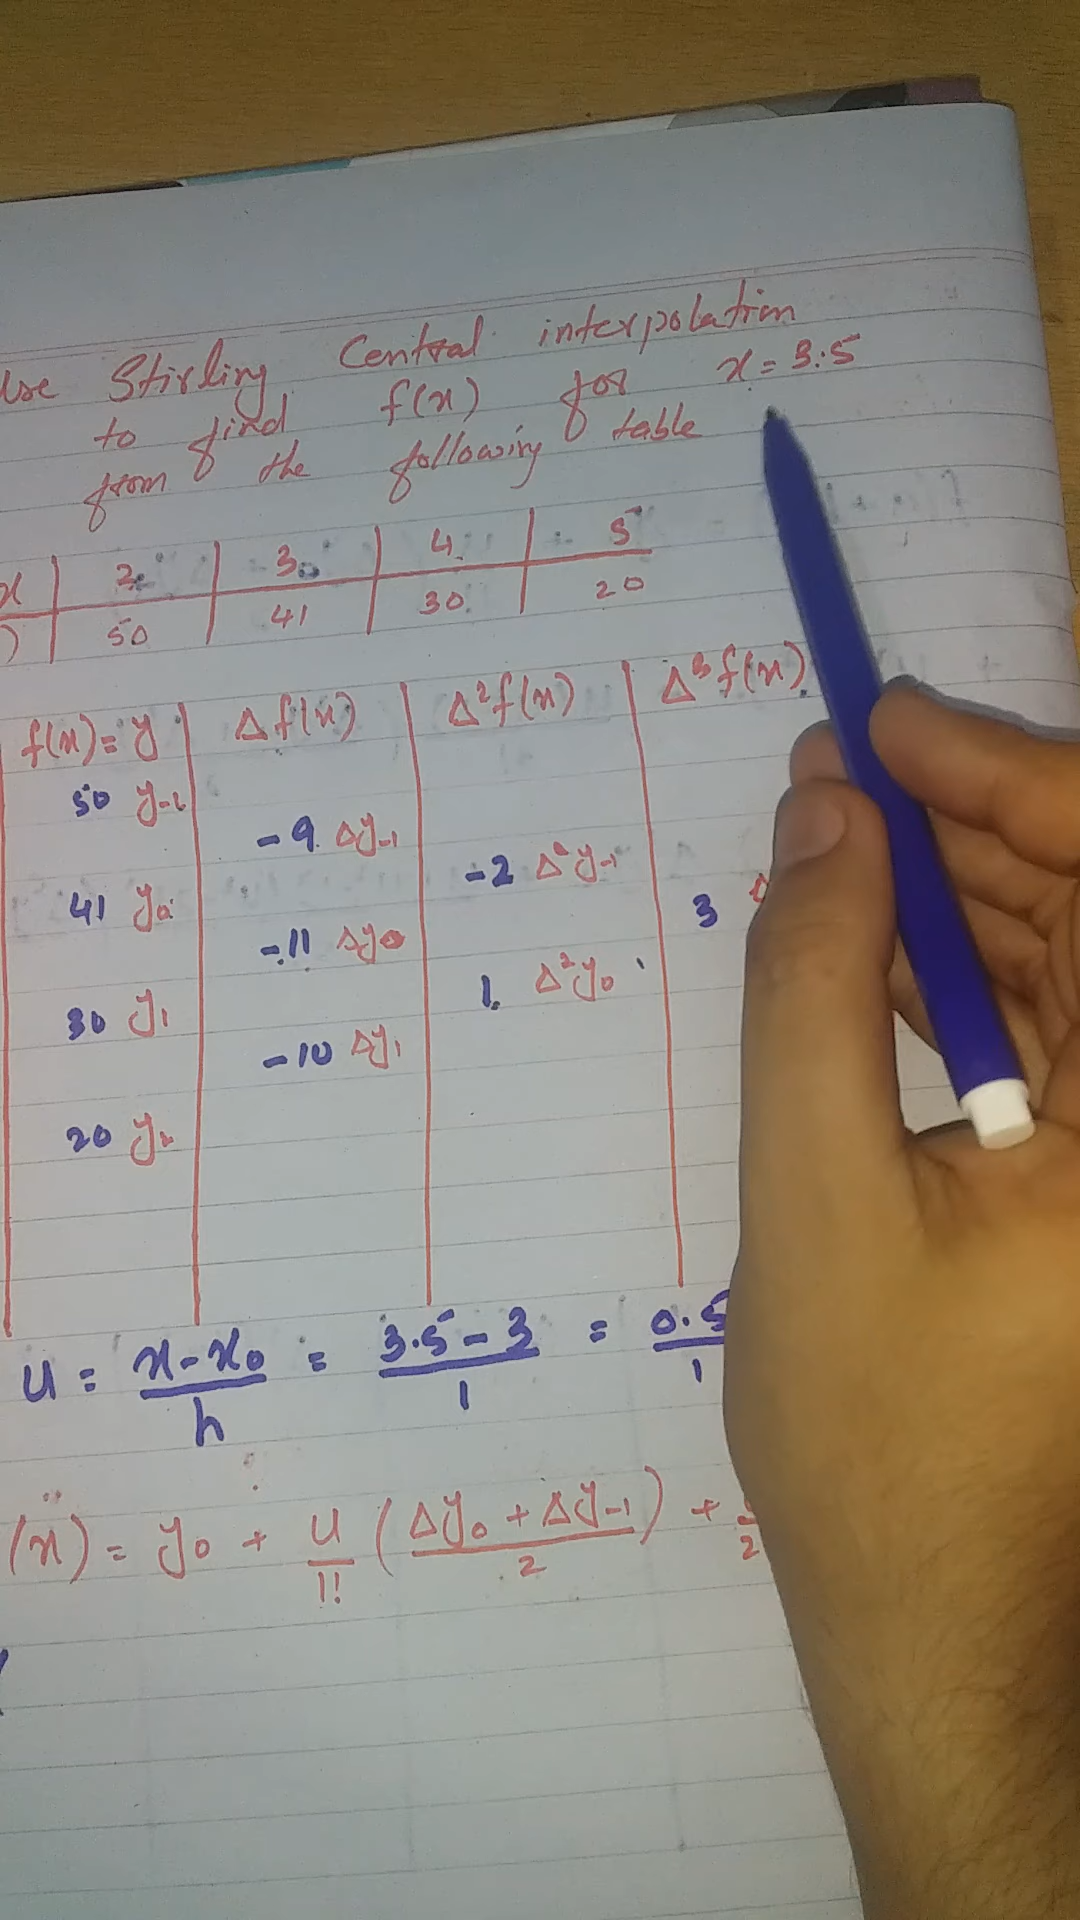 Use Stirling Central interpolation
to find f(x) for x = 3.5
from the following table
x 2 3 4 5
) 50 41 30 20
f(x)=y Δf(x) Δ²f(x) Δ³f(x)
50 y₋₁
-9 Δy₋₁
-2 Δ²y₋₁
41 y₀
3
-11 Δy₀
1. Δ²y₀
30 y₁
-10 Δy₁
20 y₂
u = x-x₀/h = 3.5-3/1 = 0.5/1
(x) = y₀ + u/1! (Δy₀ + Δy₋₁/2) + /2